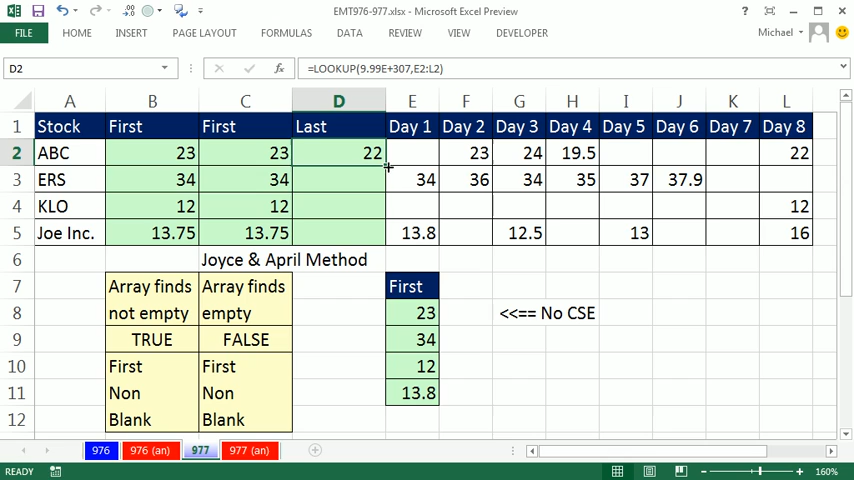 EMT976-977.xlsx - Microsoft Excel Preview
FILE HOME INSERT PAGE LAYOUT FORMULAS DATA REVIEW VIEW DEVELOPER Michael
D2 fx =LOOKUP(9.99E+307,E2:L2)
A B C D E F G H I J K L
1 Stock First First Last Day 1 Day 2 Day 3 Day 4 Day 5 Day 6 Day 7 Day 8
2 ABC 23 23 22 23 24 19.5 22
3 ERS 34 34 34 36 34 35 37 37.9
4 KLO 12 12 12
5 Joe Inc. 13.75 13.75 13.8 12.5 13 16
6 Joyce & April Method
7 Array finds Array finds First
8 not empty empty 23 <<== No CSE
9 TRUE FALSE 34
10 First First 12
11 Non Non 13.8
12 Blank Blank
976 976 (an) 977 977 (an)
READY 160%